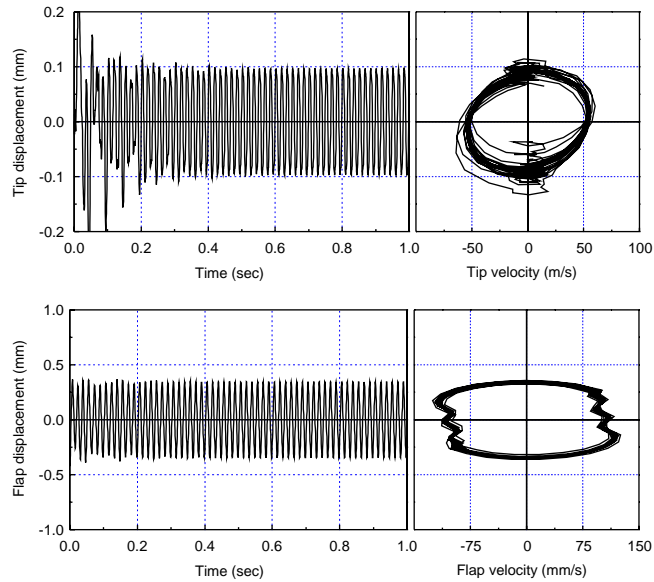 0.2
0.1
0.0
-0.1
-0.2
Tip displacement (mm)
0.0 0.2 0.4 0.6 0.8 1.0
Time (sec)
-50 0 50 100
Tip velocity (m/s)
1.0
0.5
0.0
-0.5
-1.0
Flap displacement (mm)
0.0 0.2 0.4 0.6 0.8 1.0
Time (sec)
-75 0 75 150
Flap velocity (mm/s)